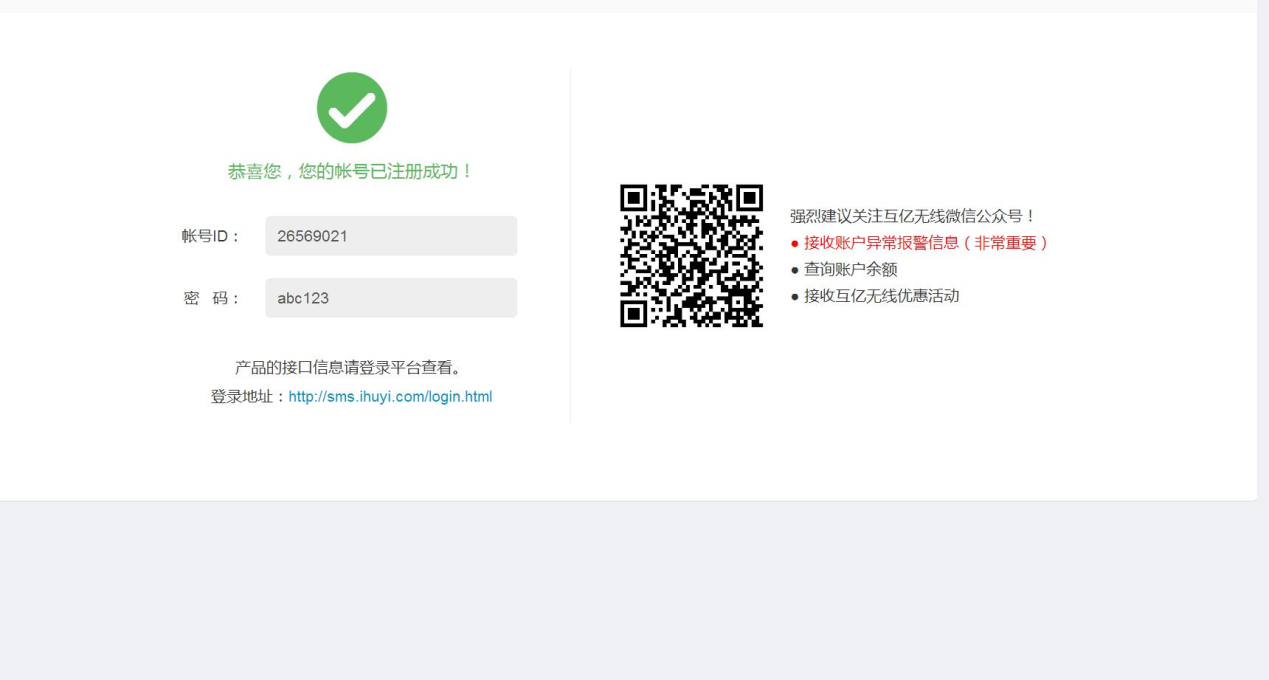 恭喜您，您的帐号已注册成功！
帐号ID： 26569021
密 码： abc123
产品的接口信息请登录平台查看。
登录地址：http://sms.ihuyi.com/login.html
强烈建议关注互亿无线微信公众号！
● 接收账户异常报警信息（非常重要）
● 查询账户余额
● 接收互亿无线优惠活动